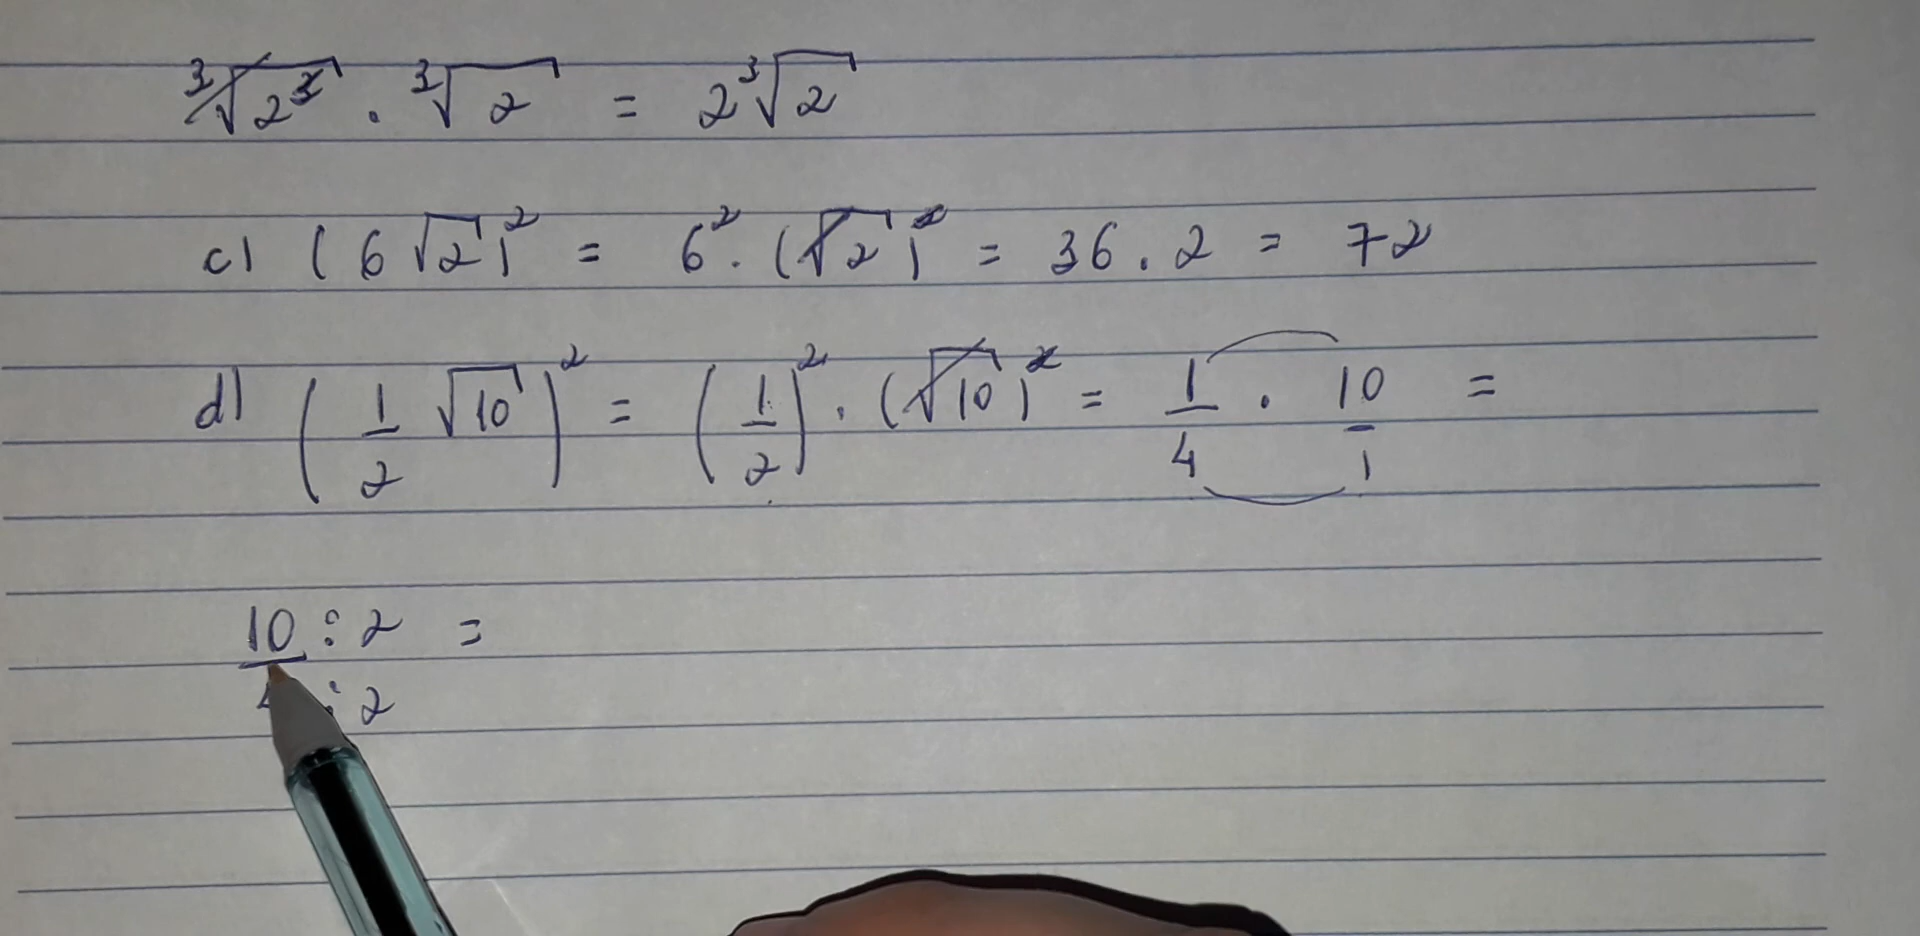 ∛2³ . ∛2 = 2∛2
c) (6√2)² = 6² . (√2)² = 36 . 2 = 72
d) (1/2 √10)² = (1/2)² . (√10)² = 1/4 . 10/1 =
10 : 2 =
4 : 2